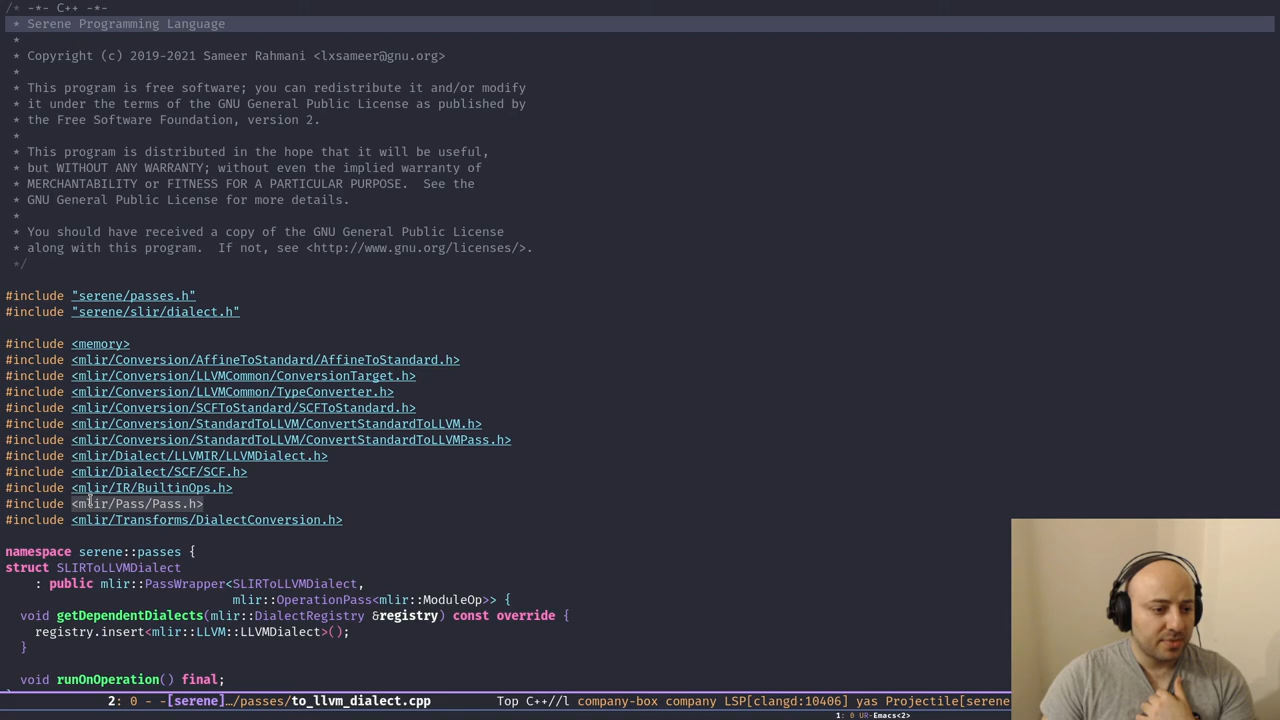 /* -*- C++ -*-
 * Serene Programming Language
 *
 * Copyright (c) 2019-2021 Sameer Rahmani <lxsameer@gnu.org>
 *
 * This program is free software; you can redistribute it and/or modify
 * it under the terms of the GNU General Public License as published by
 * the Free Software Foundation, version 2.
 *
 * This program is distributed in the hope that it will be useful,
 * but WITHOUT ANY WARRANTY; without even the implied warranty of
 * MERCHANTABILITY or FITNESS FOR A PARTICULAR PURPOSE.  See the
 * GNU General Public License for more details.
 *
 * You should have received a copy of the GNU General Public License
 * along with this program.  If not, see <http://www.gnu.org/licenses/>.
 */
#include "serene/passes.h"
#include "serene/slir/dialect.h"
#include <memory>
#include <mlir/Conversion/AffineToStandard/AffineToStandard.h>
#include <mlir/Conversion/LLVMCommon/ConversionTarget.h>
#include <mlir/Conversion/LLVMCommon/TypeConverter.h>
#include <mlir/Conversion/SCFToStandard/SCFToStandard.h>
#include <mlir/Conversion/StandardToLLVM/ConvertStandardToLLVM.h>
#include <mlir/Conversion/StandardToLLVM/ConvertStandardToLLVMPass.h>
#include <mlir/Dialect/LLVMIR/LLVMDialect.h>
#include <mlir/Dialect/SCF/SCF.h>
#include <mlir/IR/BuiltinOps.h>
#include <mlir/Pass/Pass.h>
#include <mlir/Transforms/DialectConversion.h>
namespace serene::passes {
struct SLIRToLLVMDialect
    : public mlir::PassWrapper<SLIRToLLVMDialect,
                               mlir::OperationPass<mlir::ModuleOp>> {
  void getDependentDialects(mlir::DialectRegistry &registry) const override {
    registry.insert<mlir::LLVM::LLVMDialect>();
  }
  void runOnOperation() final;
2: 0 - -[serene]…/passes/to_llvm_dialect.cpp Top C++//l company-box company LSP[clangd:10406] yas Projectile[serene
1: 0 UR-Emacs<2>